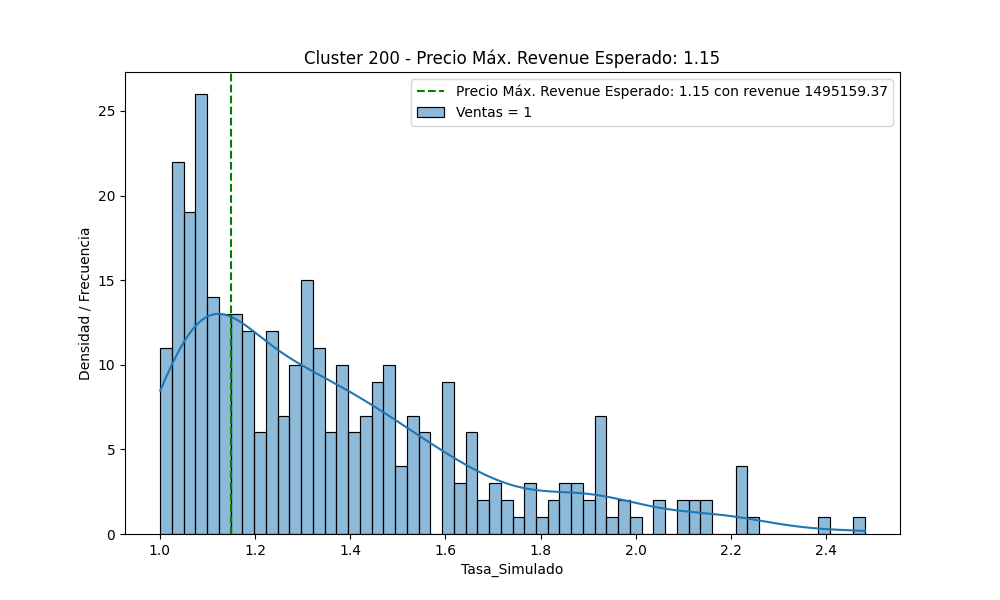 Cluster 200 - Precio Máx. Revenue Esperado: 1.15
Precio Máx. Revenue Esperado: 1.15 con revenue 1495159.37
Ventas = 1
Densidad / Frecuencia
25
20
15
10
5
0
1.0 1.2 1.4 1.6 1.8 2.0 2.2 2.4
Tasa_Simulado